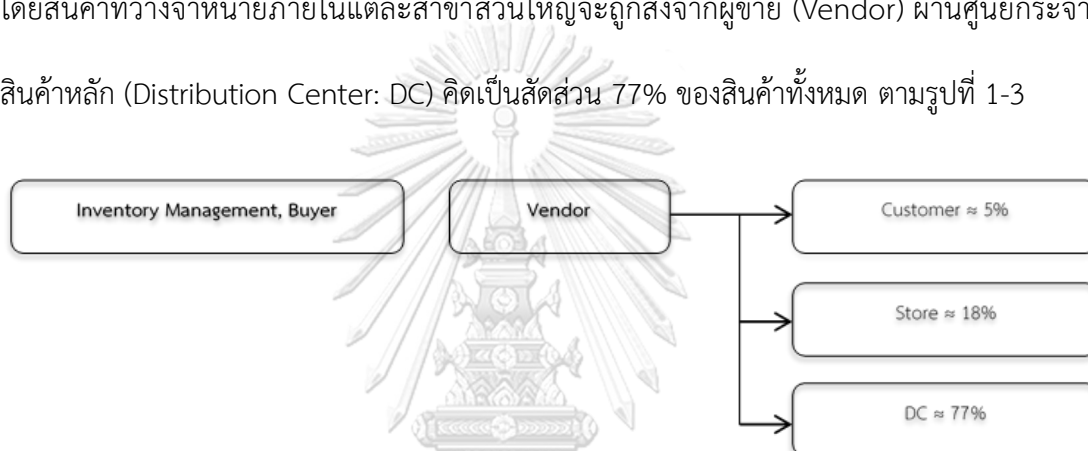 โดยสินค้าที่วางจำหน่ายภายในแต่ละสาขาส่วนใหญ่จะถูกส่งจากผู้ขาย (Vendor) ผ่านศูนย์กระจา
สินค้าหลัก (Distribution Center: DC) คิดเป็นสัดส่วน 77% ของสินค้าทั้งหมด ตามรูปที่ 1-3
Inventory Management, Buyer
Vendor
Customer ≈ 5%
Store ≈ 18%
DC ≈ 77%